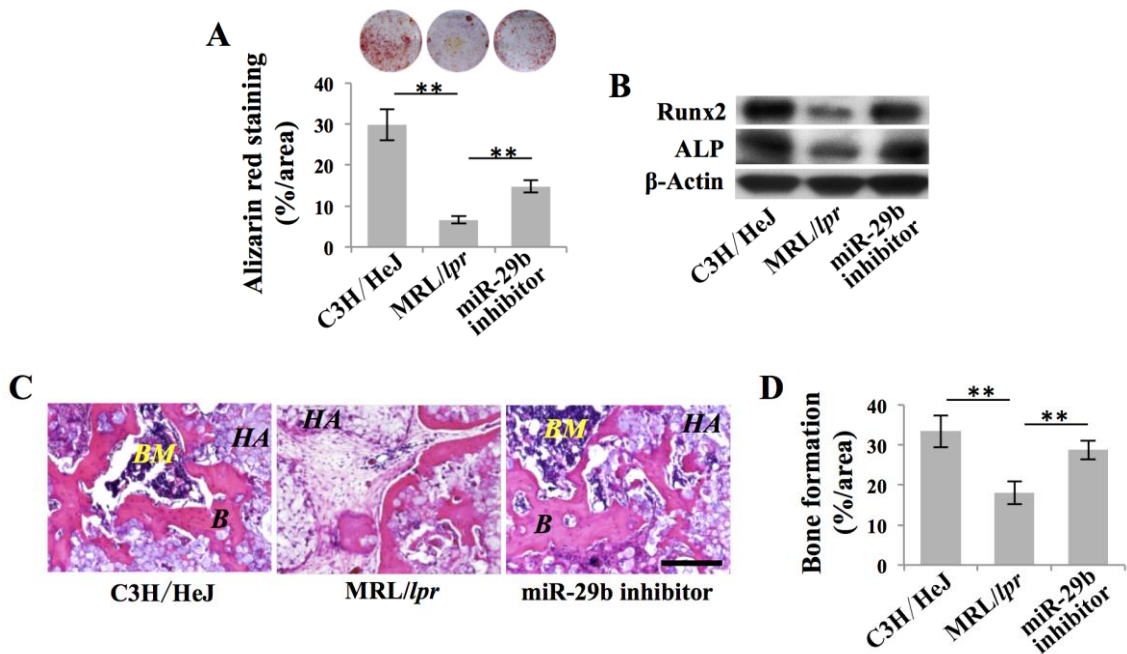 A
Alizarin red staining
(%/area)
40
30
20
10
0
**
**
C3H/HeJ
MRL/lpr
miR-29b
inhibitor
B
Runx2
ALP
β-Actin
C3H/HeJ
MRL/lpr
miR-29b
inhibitor
C
BM
HA
B
HA
BM
HA
B
C3H/HeJ
MRL/lpr
miR-29b inhibitor
D
Bone formation
(%/area)
40
30
20
10
0
**
**
C3H/HeJ
MRL/lpr
miR-29b
inhibitor